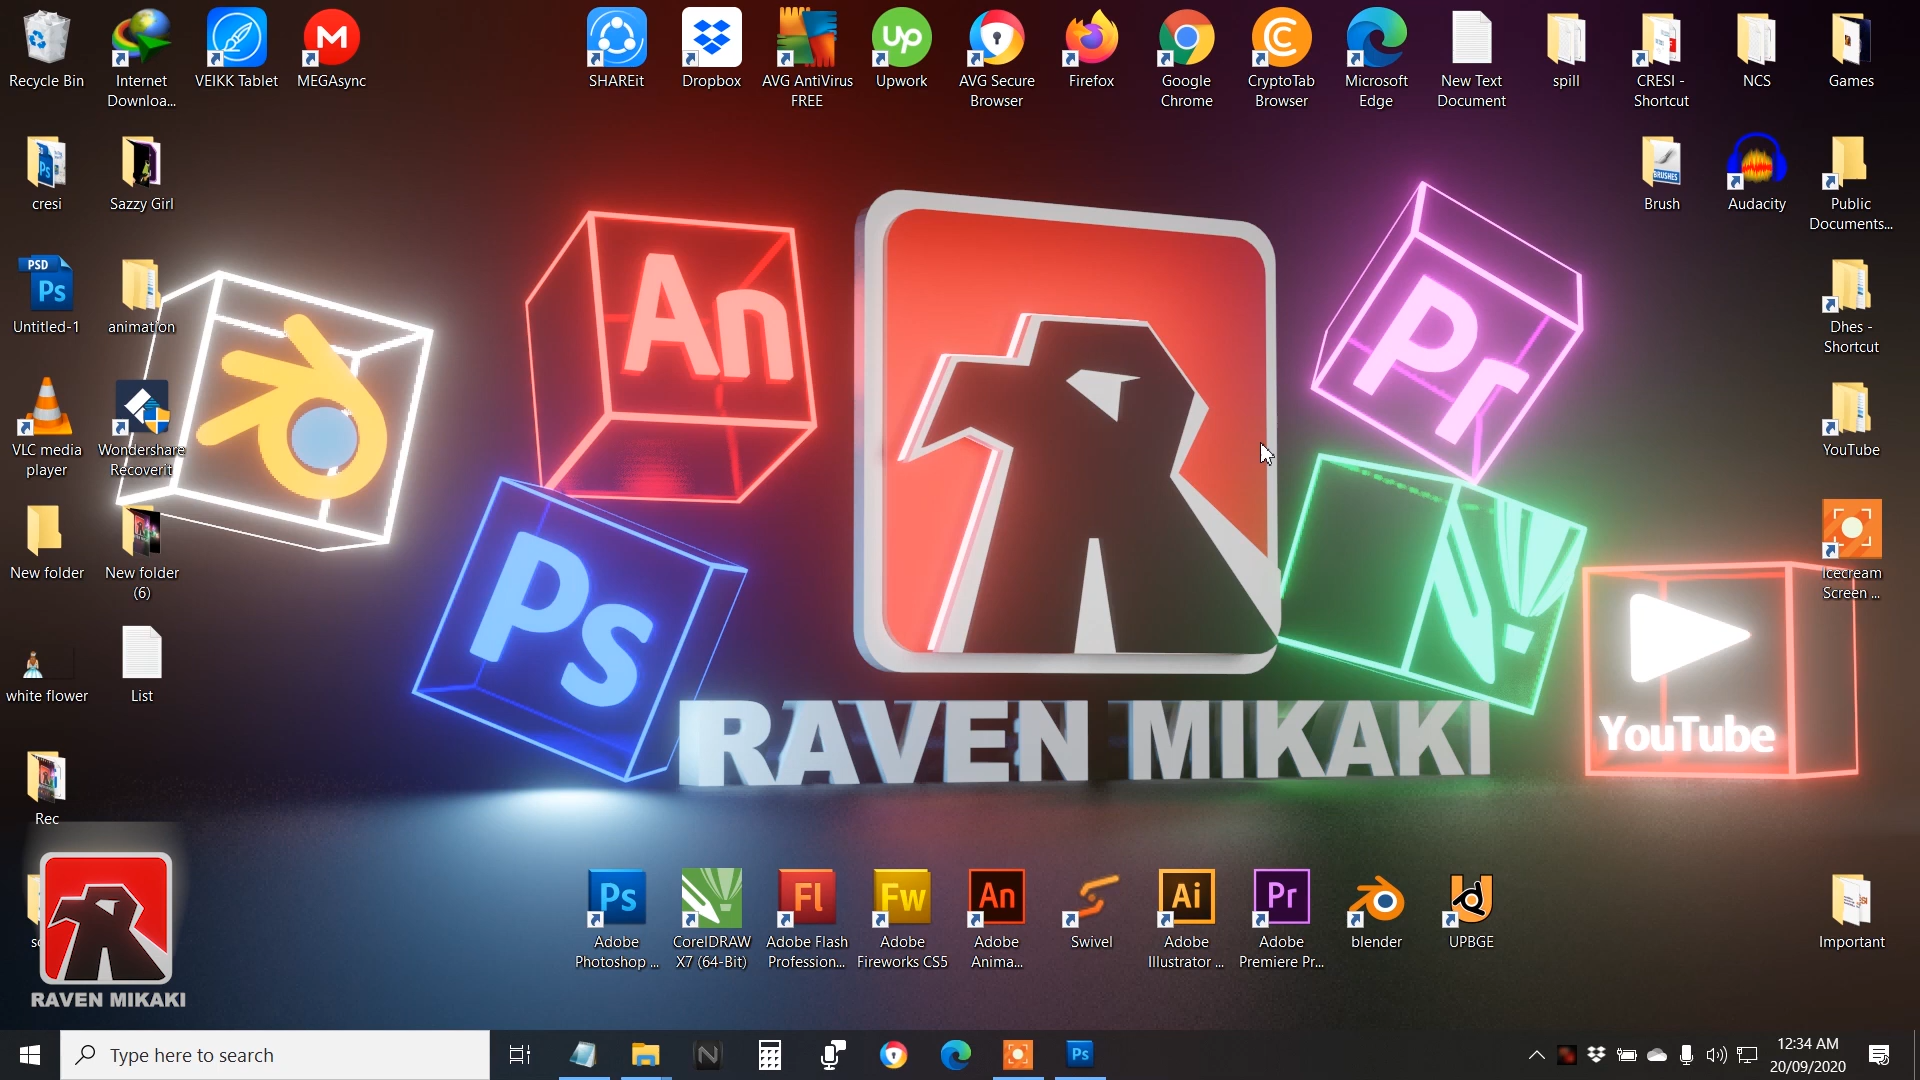 Recycle Bin
Internet
Downloa...
VEIKK Tablet
MEGAsync
SHAREit
Dropbox
AVG AntiVirus
FREE
Upwork
AVG Secure
Browser
Firefox
Google
Chrome
CryptoTab
Browser
Microsoft
Edge
New Text
Document
spill
CRESI -
Shortcut
NCS
Games
cresi
Sazzy Girl
Brush
Audacity
Public
Documents...
PSD
Ps
Untitled-1
animation
Dhes -
Shortcut
VLC media
player
Wondershare
Recoverit
YouTube
New folder
New folder
(6)
Icecream
Screen ...
white flower
List
Rec
An
Pr
Ps
YouTube
RAVEN MIKAKI
RAVEN MIKAKI
Ps
Adobe
Photoshop ...
CorelDRAW
X7 (64-Bit)
Fl
Adobe Flash
Profession...
Fw
Adobe
Fireworks CS5
An
Adobe
Anima...
Swivel
Ai
Adobe
Illustrator ...
Pr
Adobe
Premiere Pr...
blender
UPBGE
Important
Type here to search
Ps
12:34 AM
20/09/2020